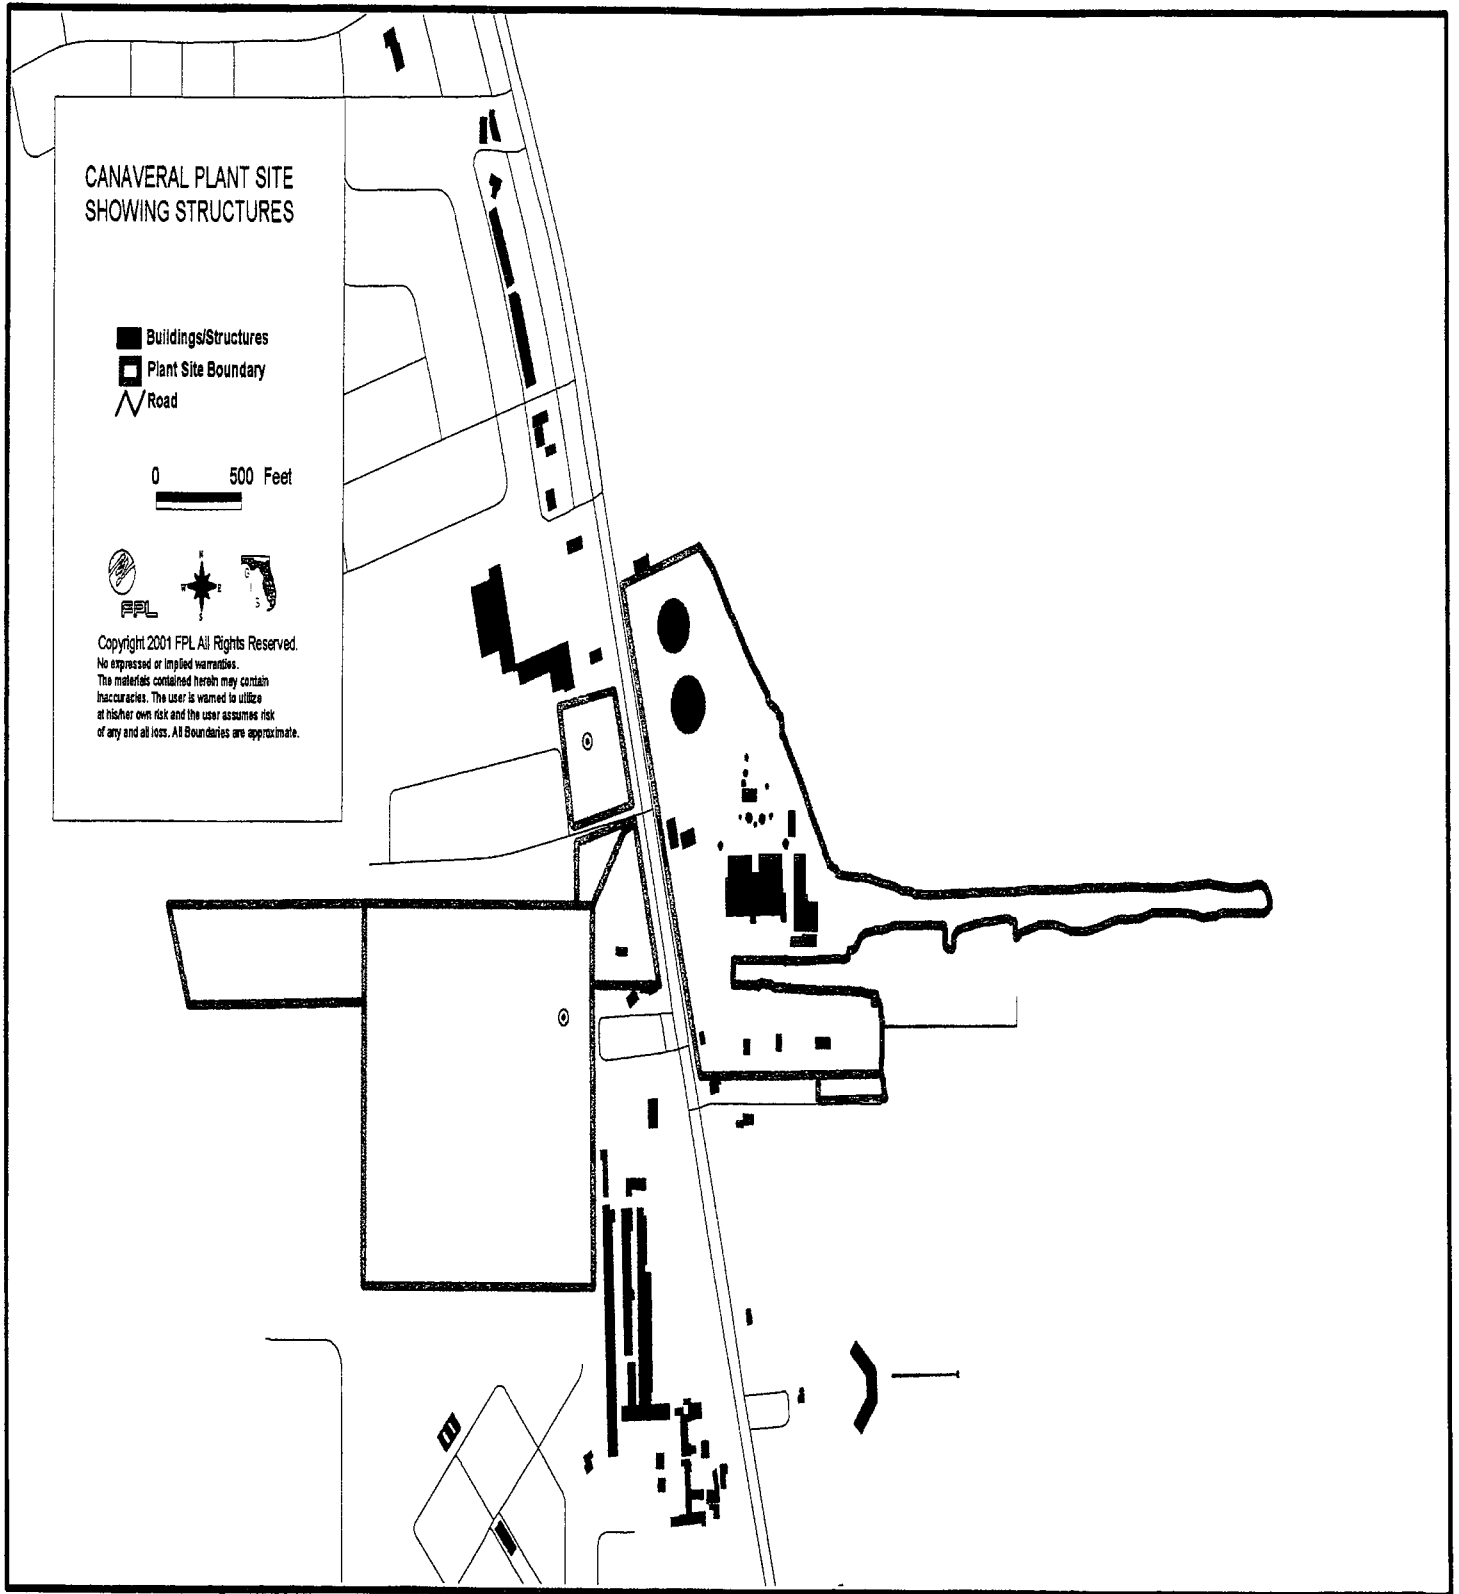 CANAVERAL PLANT SITE
SHOWING STRUCTURES
Buildings/Structures
Plant Site Boundary
Road
0 500 Feet
N
W E
S
G
I
S
FPL
Copyright 2001 FPL All Rights Reserved.
No expressed or implied warranties.
The materials contained herein may contain
inaccuracies. The user is warned to utilize
at his/her own risk and the user assumes risk
of any and all loss. All Boundaries are approximate.